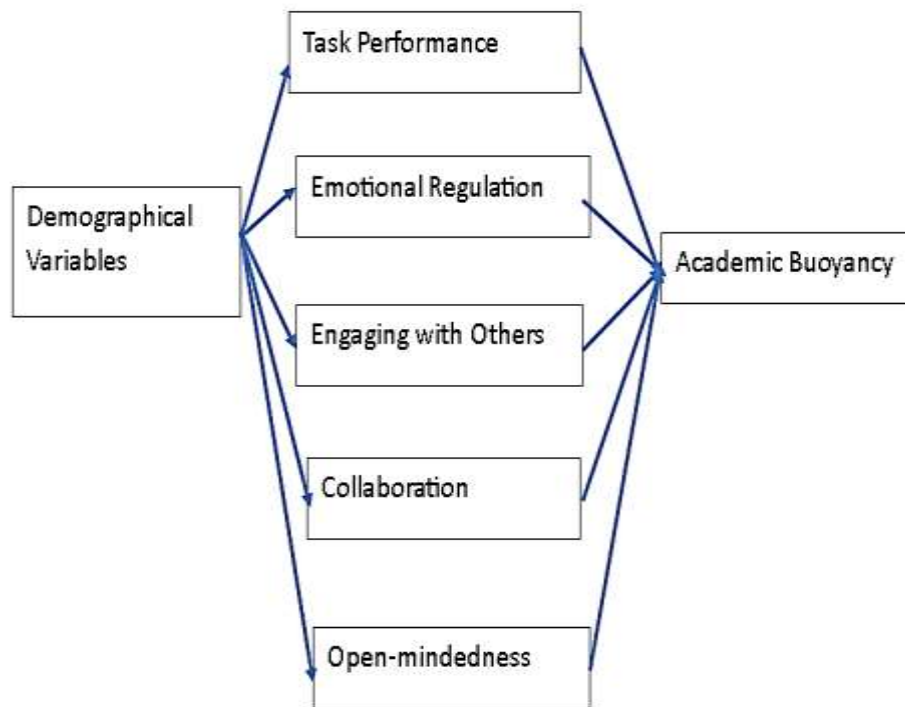 Task Performance
Emotional Regulation
Demographical
Variables
Academic Buoyancy
Engaging with Others
Collaboration
Open-mindedness